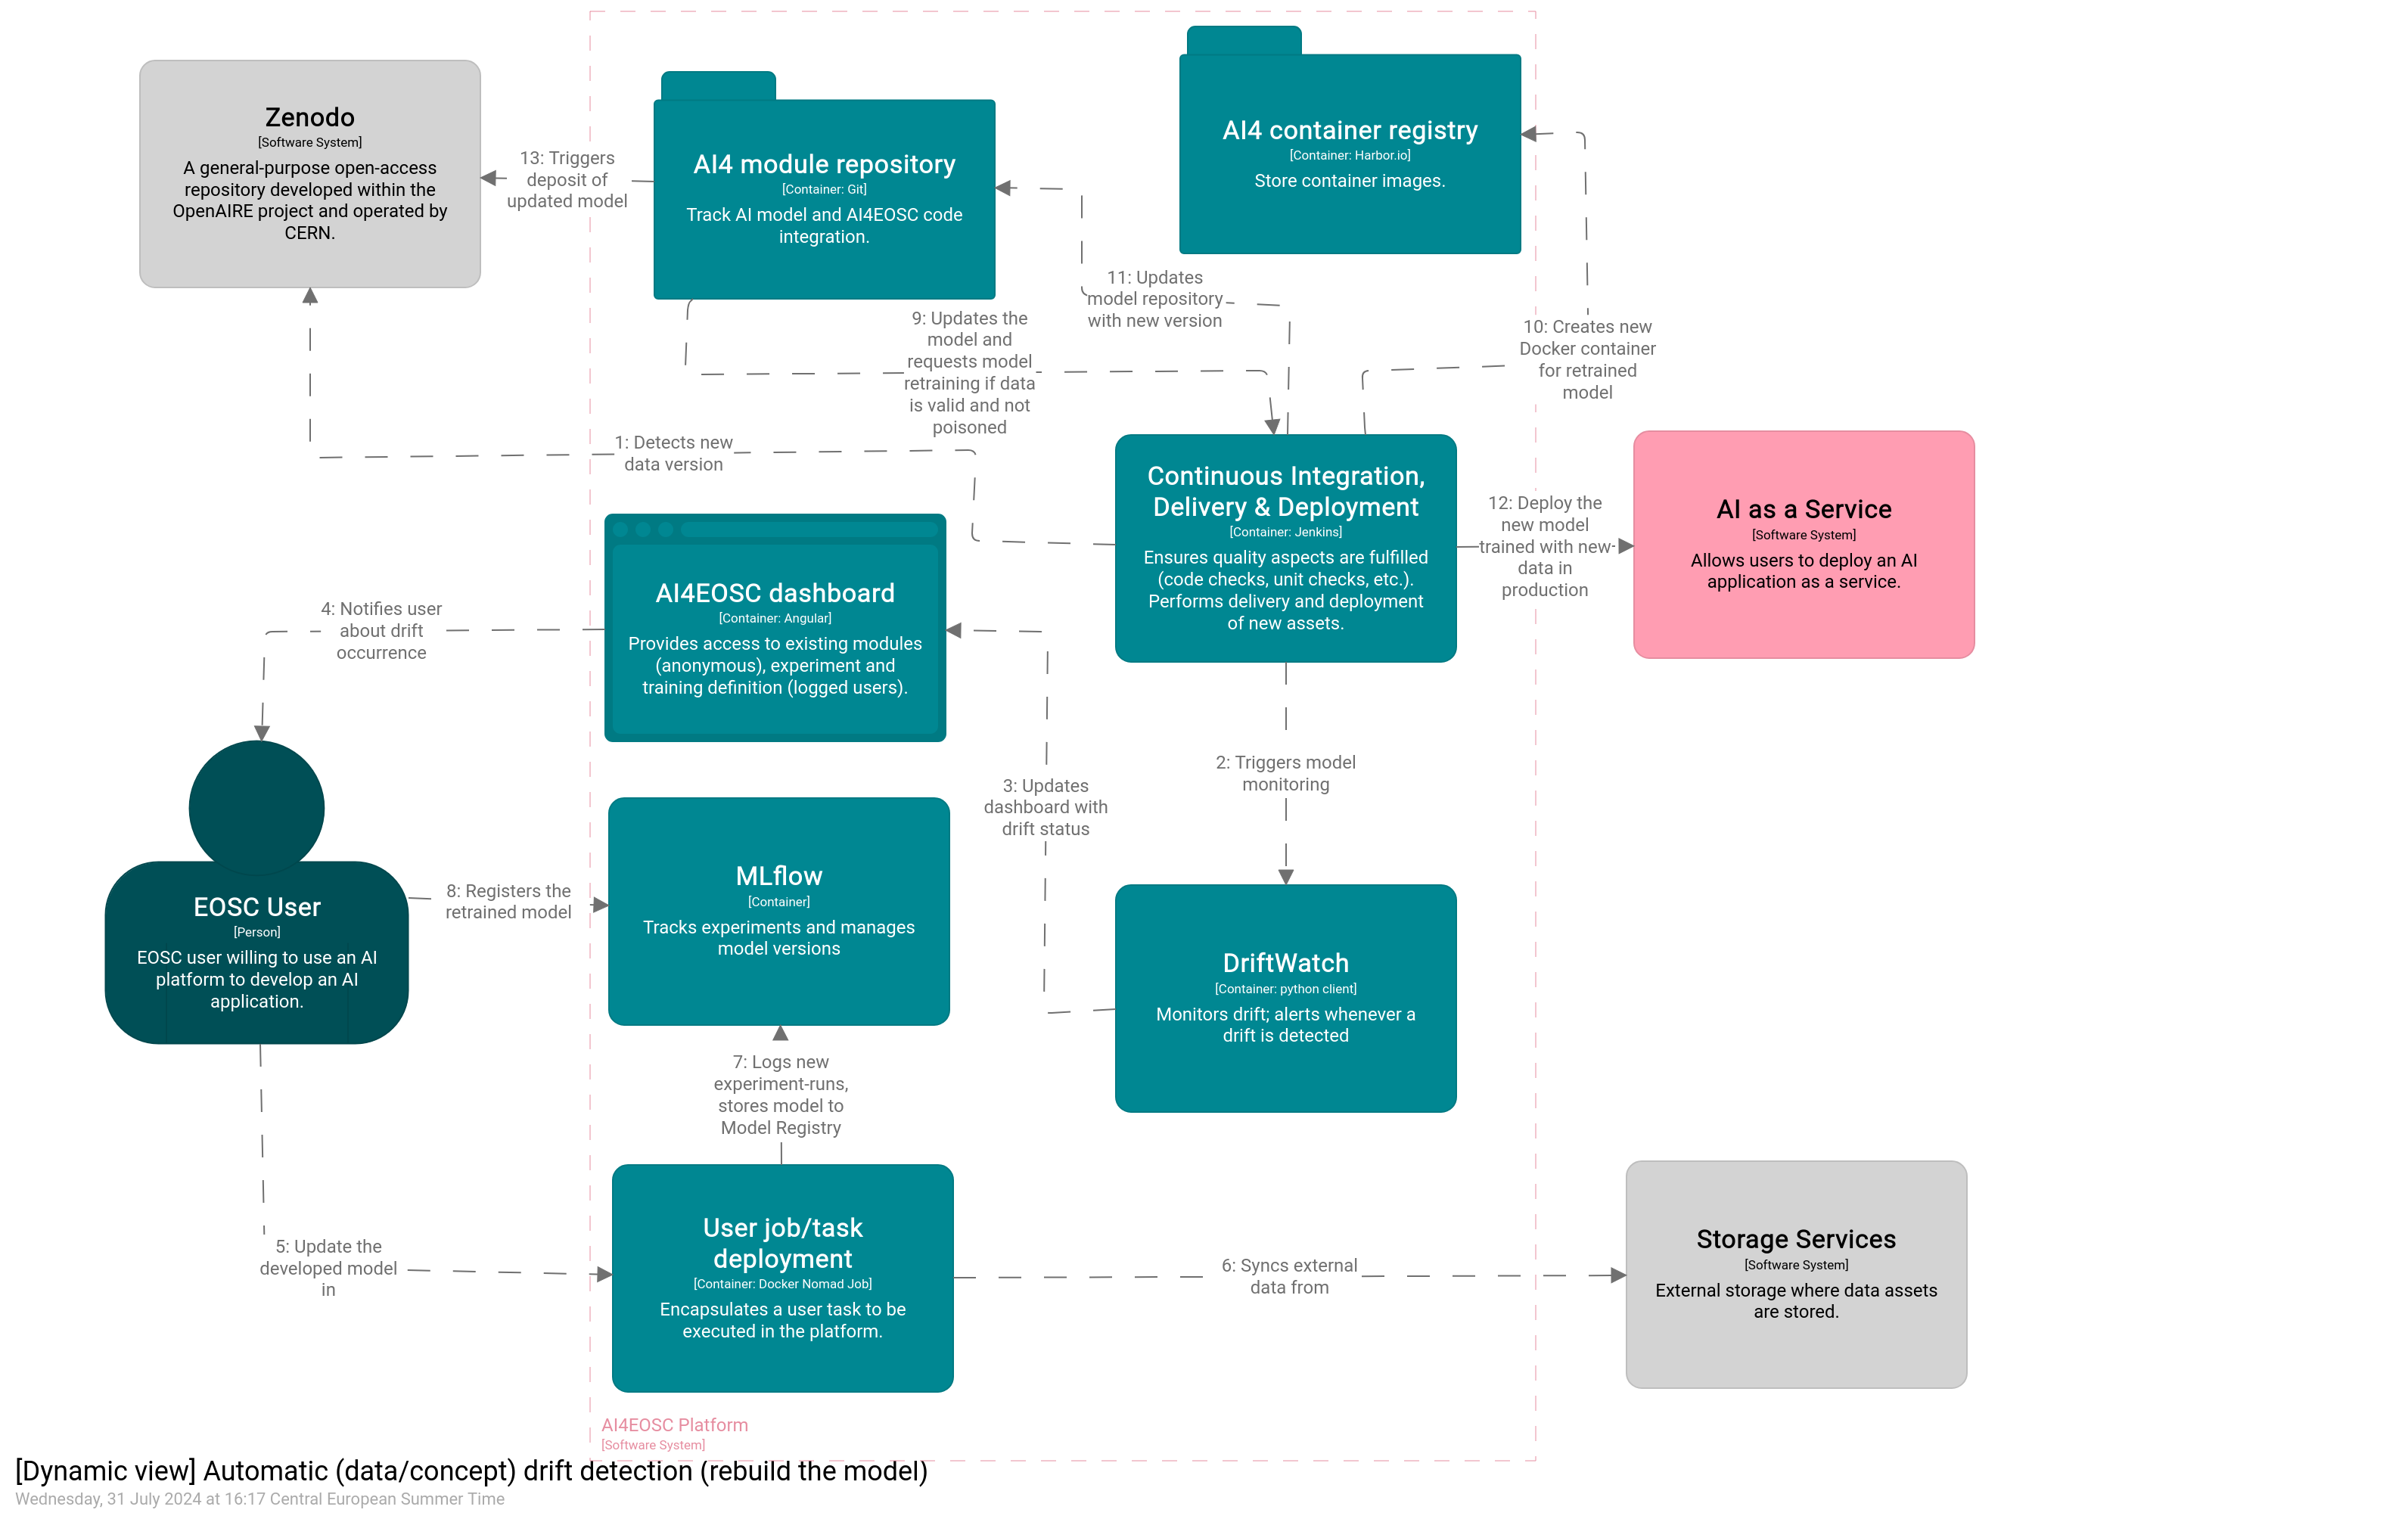 Zenodo
[Software System]
A general-purpose open-access
repository developed within the
OpenAIRE project and operated by
CERN.
13: Triggers
deposit of
updated model
AI4 module repository
[Container: Git]
Track AI model and AI4EOSC code
integration.
AI4 container registry
[Container: Harbor.io]
Store container images.
11: Updates
model repository
with new version
9: Updates the
model and
requests model
retraining if data
is valid and not
poisoned
10: Creates new
Docker container
for retrained
model
1: Detects new
data version
Continuous Integration,
Delivery & Deployment
[Container: Jenkins]
Ensures quality aspects are fulfilled
(code checks, unit checks, etc.).
Performs delivery and deployment
of new assets.
12: Deploy the
new model
trained with new
data in
production
AI as a Service
[Software System]
Allows users to deploy an AI
application as a service.
AI4EOSC dashboard
[Container: Angular]
Provides access to existing modules
(anonymous), experiment and
training definition (logged users).
4: Notifies user
about drift
occurrence
2: Triggers model
monitoring
3: Updates
dashboard with
drift status
EOSC User
[Person]
EOSC user willing to use an AI
platform to develop an AI
application.
8: Registers the
retrained model
MLflow
[Container]
Tracks experiments and manages
model versions
DriftWatch
[Container: python client]
Monitors drift; alerts whenever a
drift is detected
7: Logs new
experiment-runs,
stores model to
Model Registry
5: Update the
developed model
in
User job/task
deployment
[Container: Docker Nomad Job]
Encapsulates a user task to be
executed in the platform.
6: Syncs external
data from
Storage Services
[Software System]
External storage where data assets
are stored.
AI4EOSC Platform
[Software System]
[Dynamic view] Automatic (data/concept) drift detection (rebuild the model)
Wednesday, 31 July 2024 at 16:17 Central European Summer Time